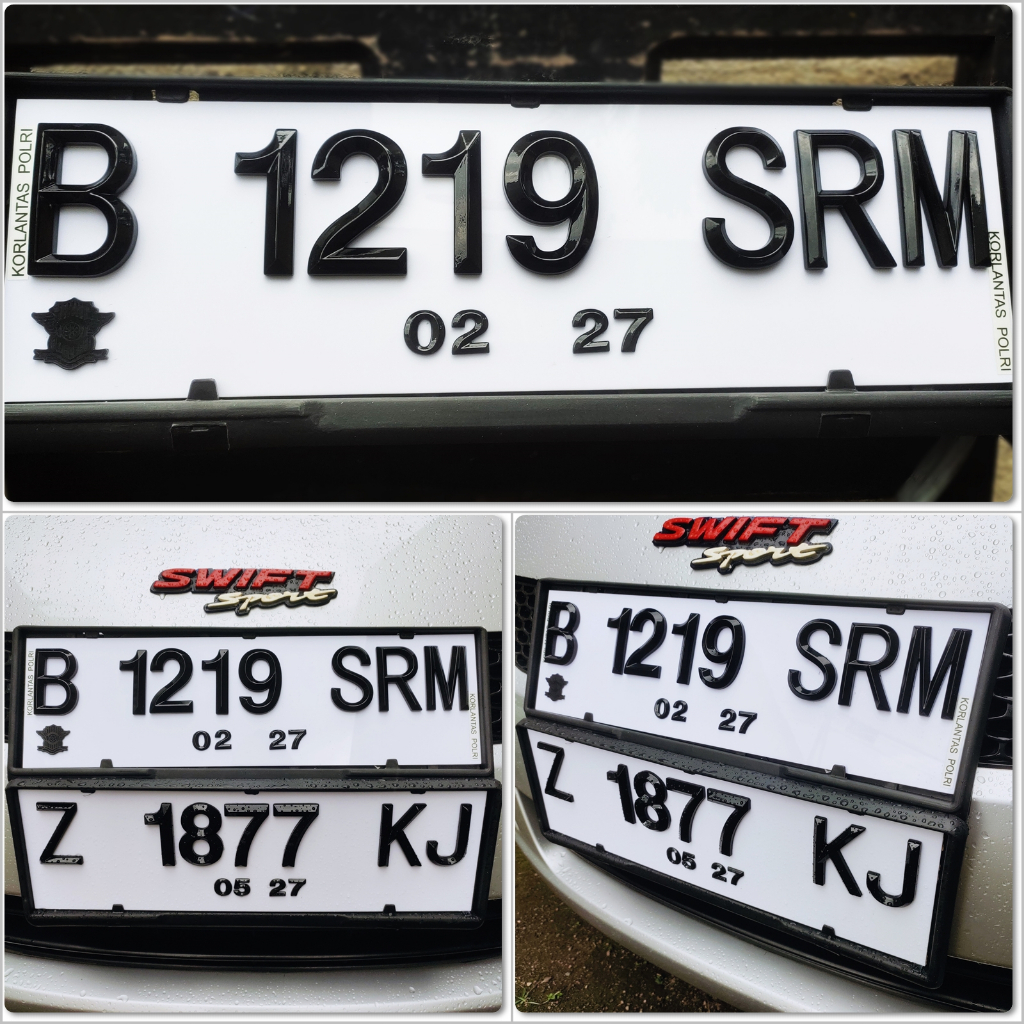 KORLANTAS POLRI
B 1219 SRM
KORLANTAS POLRI
02 27
SWIFT
Sport
KORLANTAS POLRI
B 1219 SRM
KORLANTAS POLRI
02 27
Z 1877 KJ
05 27
SWIFT
Sport
B 1219 SRM
02 27
KORLANTAS POLRI
Z 1877 KJ
05 27